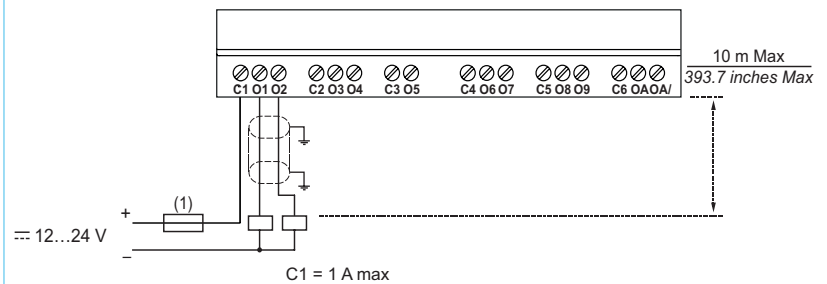 10 m Max
393.7 inches Max
C1 O1 O2 C2 O3 O4 C3 O5 C4 O6 O7 C5 O8 O9 C6 OA OA/
(1)
+
⎓ 12...24 V
–
C1 = 1 A max